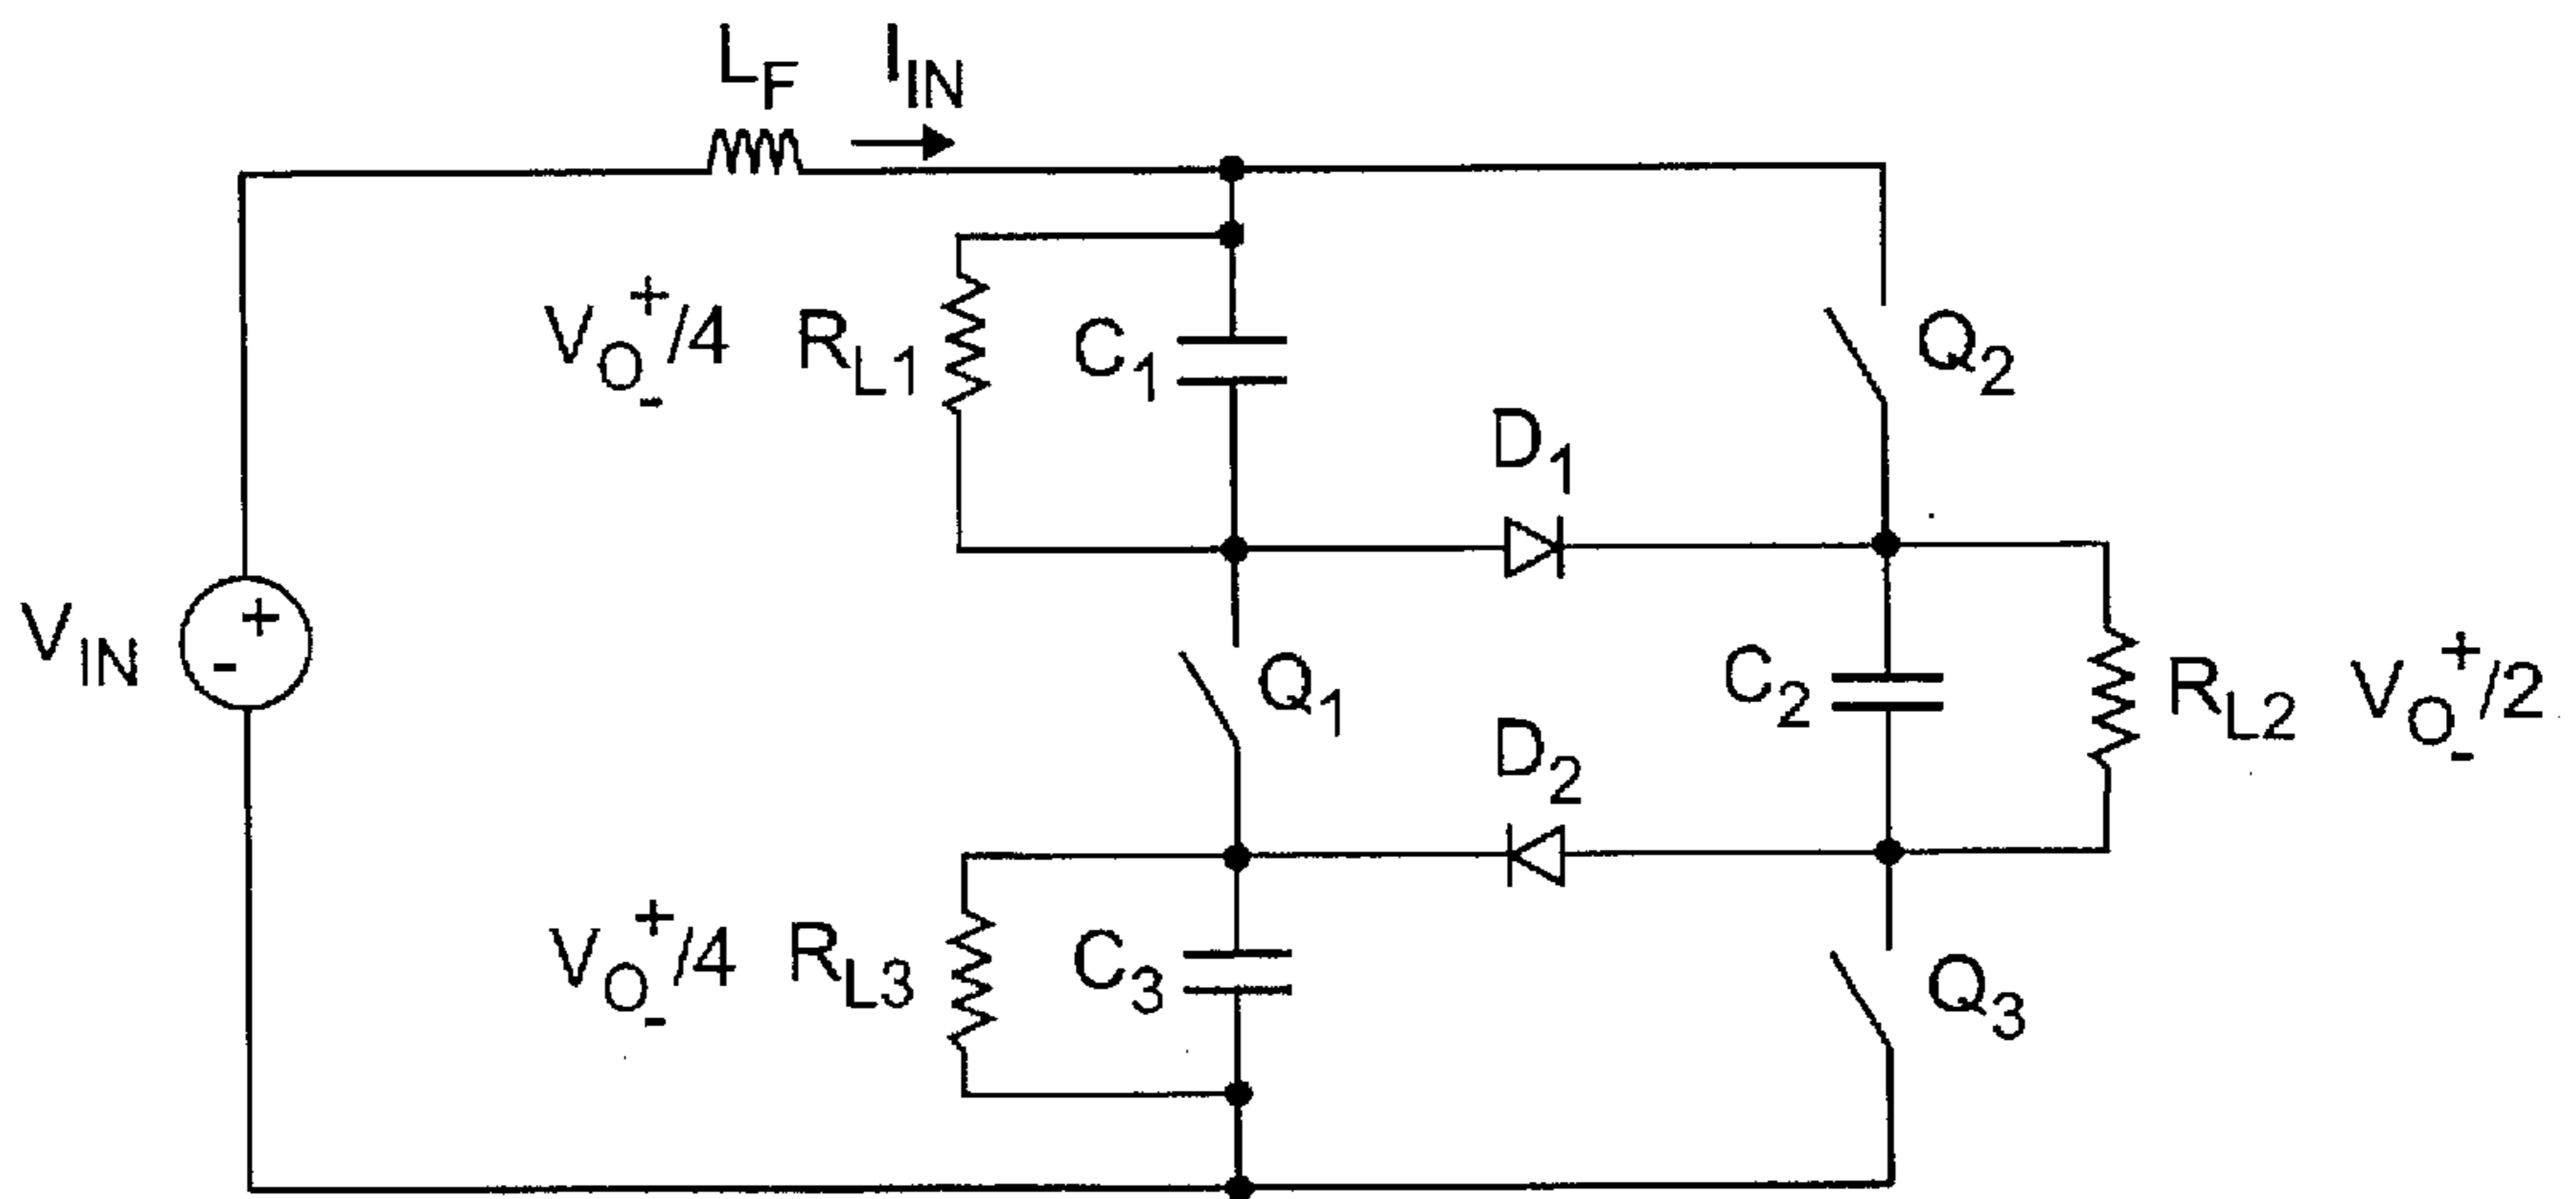 L_F
I_IN
V_O+-/4
R_L1
C_1
Q_2
D_1
V_IN
+
-
Q_1
C_2
R_L2
V_O+-/2
D_2
V_O+-/4
R_L3
C_3
Q_3